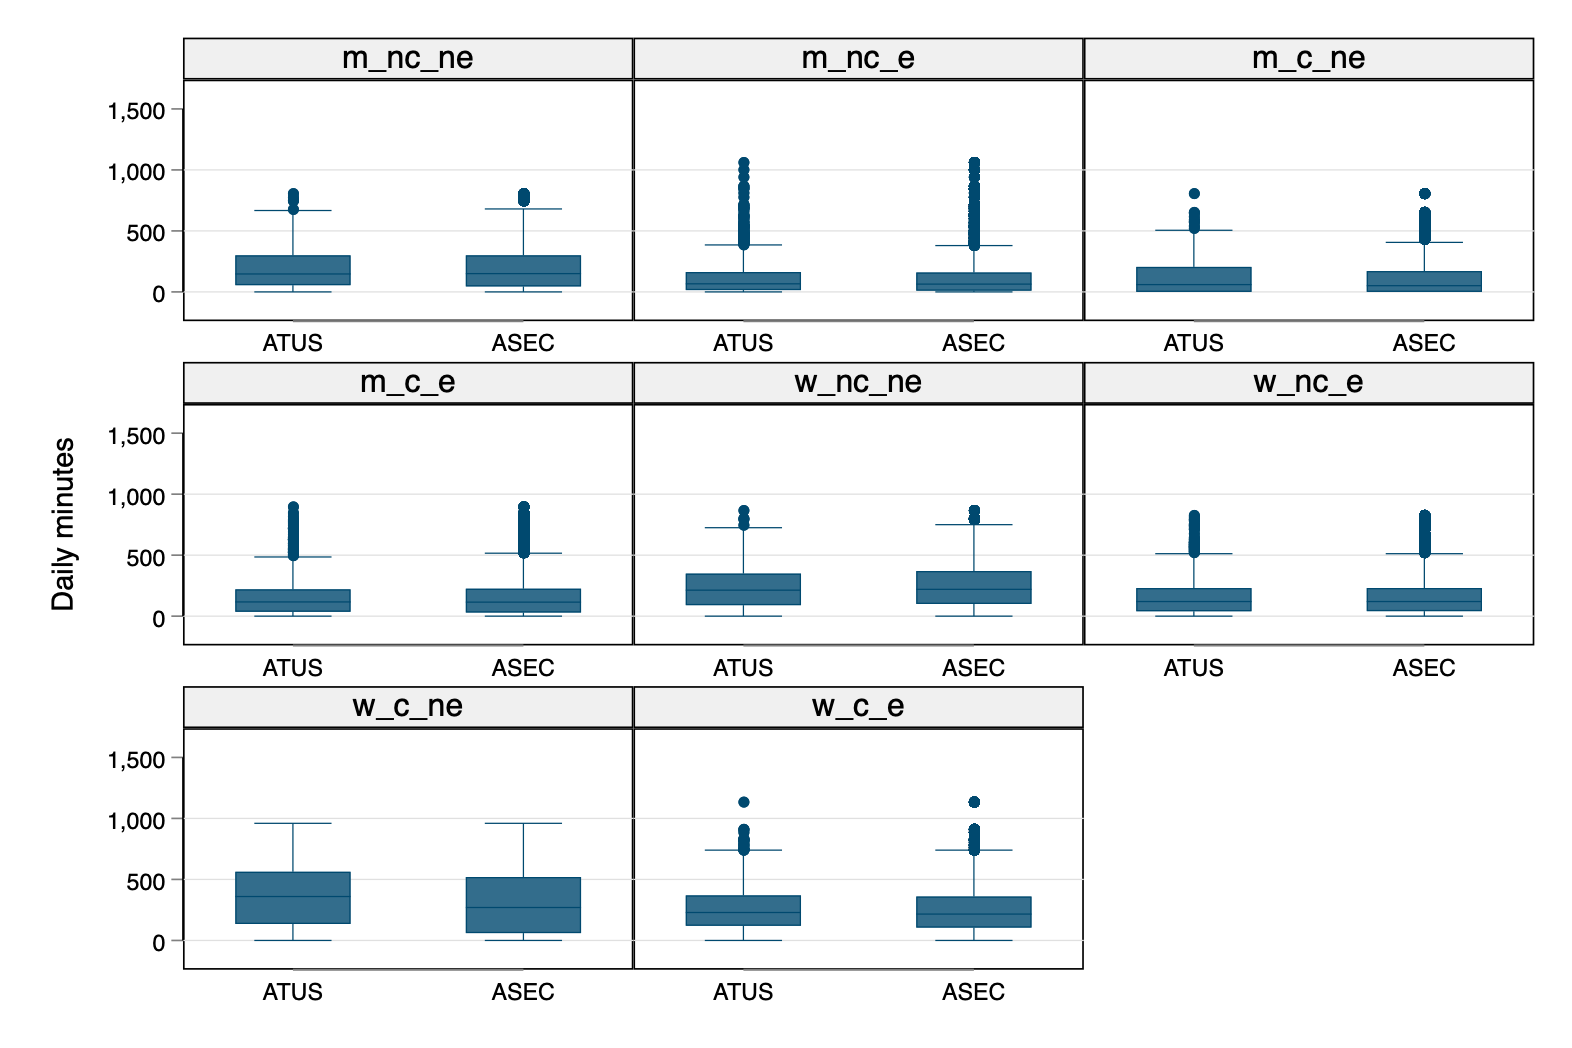 m_nc_ne
m_nc_e
m_c_ne
1,500
1,000
500
0
ATUS ASEC
ATUS ASEC
ATUS ASEC
m_c_e
w_nc_ne
w_nc_e
Daily minutes
1,500
1,000
500
0
ATUS ASEC
ATUS ASEC
ATUS ASEC
w_c_ne
w_c_e
1,500
1,000
500
0
ATUS ASEC
ATUS ASEC